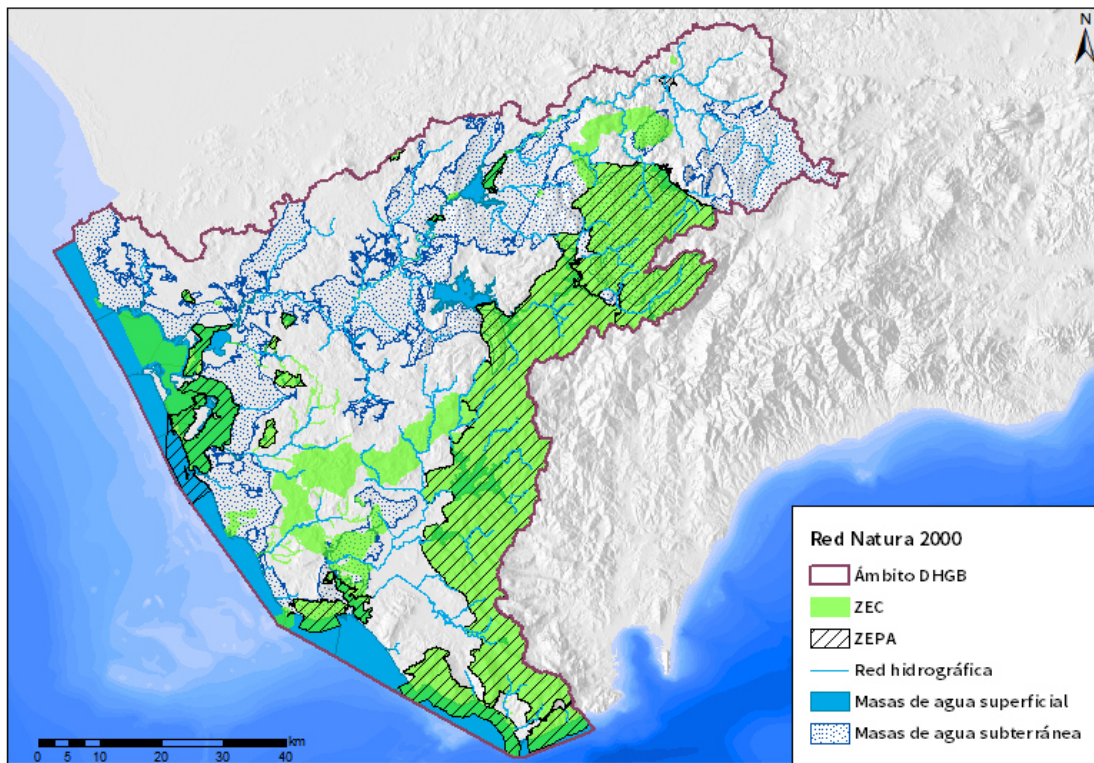 N
Red Natura 2000
Ámbito DHGB
ZEC
ZEPA
Red hidrográfica
Masas de agua superficial
Masas de agua subterránea
km
0 5 10 20 30 40